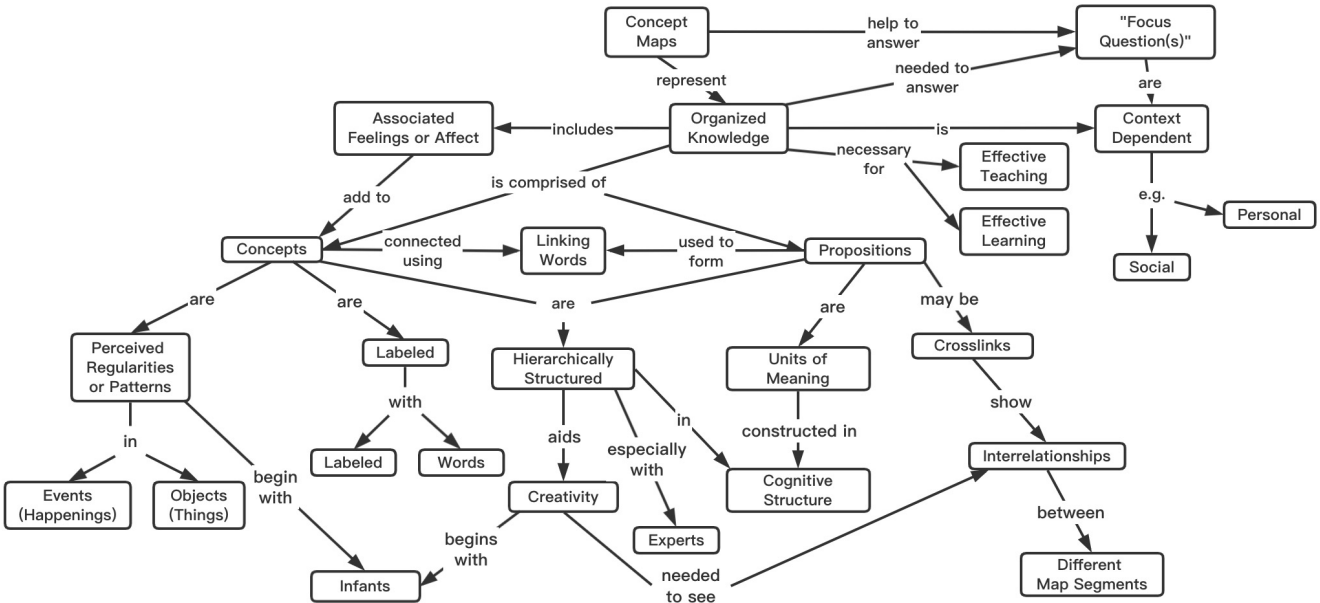 Concept
Maps
help to
answer
"Focus
Question(s)"
represent
needed to
answer
are
Associated
Feelings or Affect
includes
Organized
Knowledge
is
Context
Dependent
necessary
for
Effective
Teaching
add to
is comprised of
e.g.
Personal
Effective
Learning
Concepts
connected
using
Linking
Words
used to
form
Propositions
Social
are
are
are
are
may be
Perceived
Regularities
or Patterns
Labeled
Hierarchically
Structured
Units of
Meaning
Crosslinks
with
in
show
in
aids
especially
with
constructed in
Labeled
Words
Interrelationships
begin
with
Events
(Happenings)
Objects
(Things)
Creativity
Cognitive
Structure
between
begins
with
Experts
Infants
needed
to see
Different
Map Segments